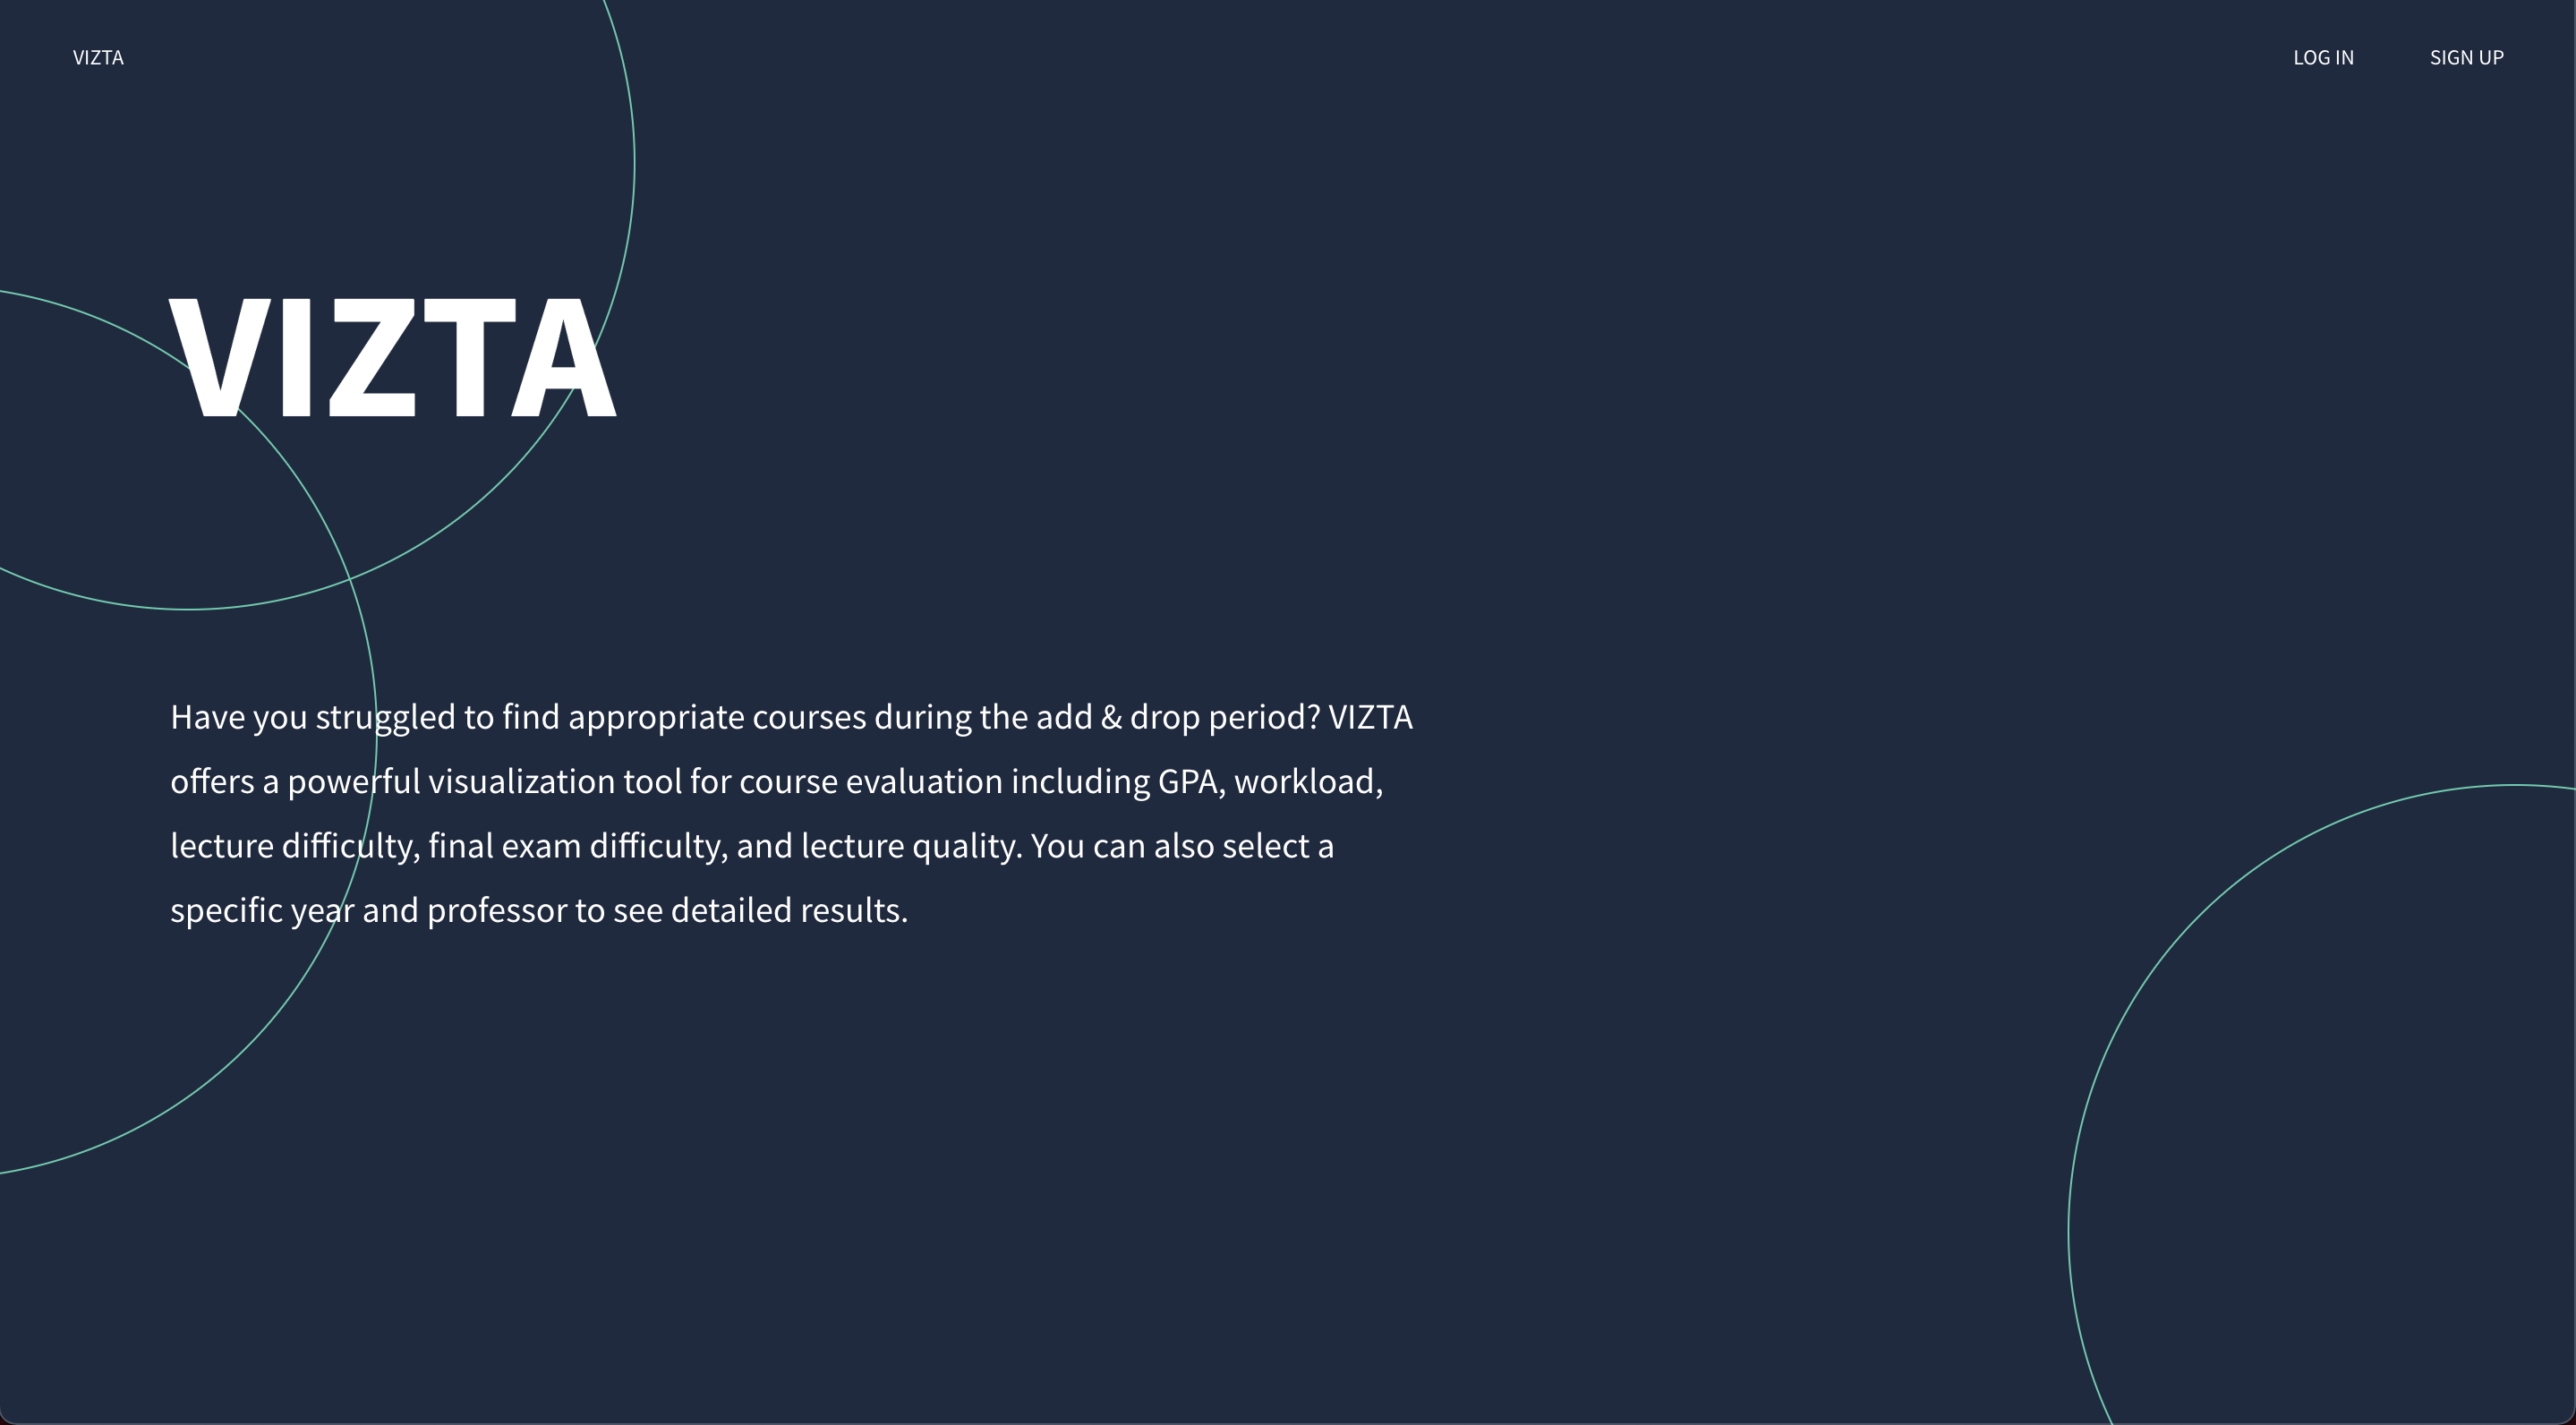 VIZTA
LOG IN
SIGN UP
VIZTA
Have you struggled to find appropriate courses during the add & drop period? VIZTA
offers a powerful visualization tool for course evaluation including GPA, workload,
lecture difficulty, final exam difficulty, and lecture quality. You can also select a
specific year and professor to see detailed results.